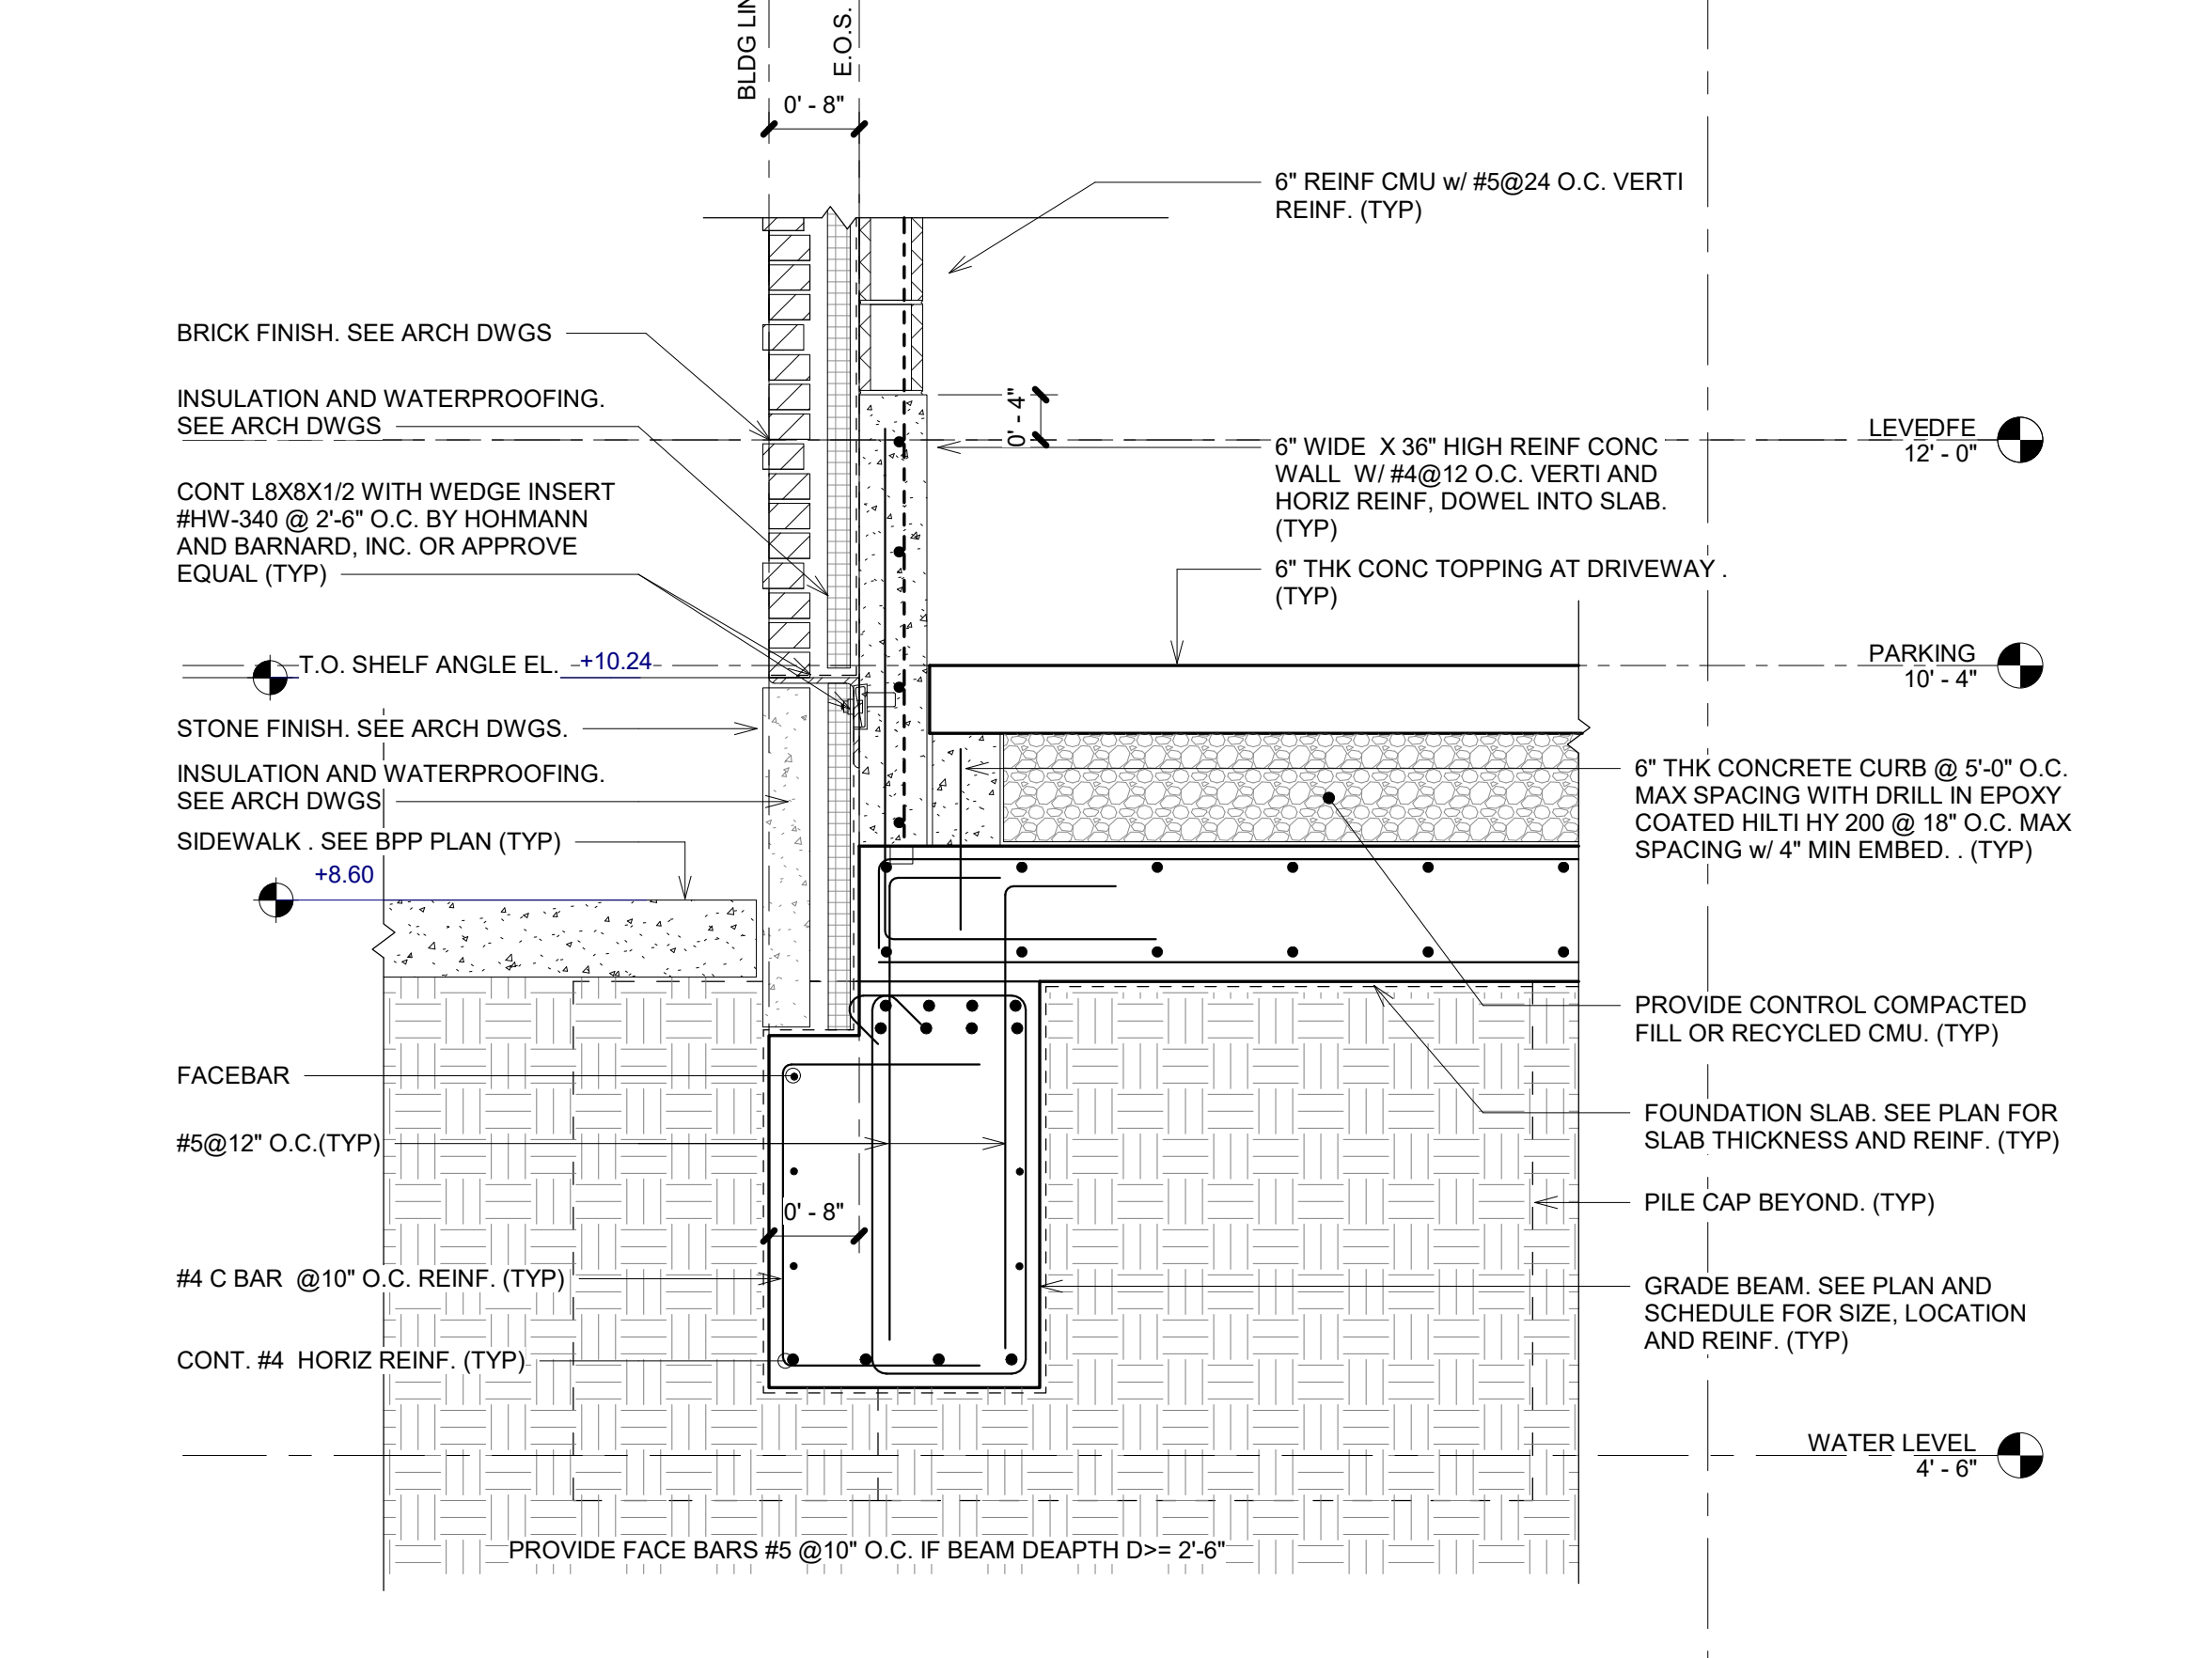 BLDG LIN
E.O.S.
0' - 8"
6" REINF CMU w/ #5@24 O.C. VERTI
REINF. (TYP)
BRICK FINISH. SEE ARCH DWGS
INSULATION AND WATERPROOFING.
SEE ARCH DWGS
CONT L8X8X1/2 WITH WEDGE INSERT
#HW-340 @ 2'-6" O.C. BY HOHMANN
AND BARNARD, INC. OR APPROVE
EQUAL (TYP)
0' - 4"
6" WIDE X 36" HIGH REINF CONC
WALL W/ #4@12 O.C. VERTI AND
HORIZ REINF, DOWEL INTO SLAB.
(TYP)
LEVEDFE
12' - 0"
6" THK CONC TOPPING AT DRIVEWAY .
(TYP)
T.O. SHELF ANGLE EL. +10.24
PARKING
10' - 4"
STONE FINISH. SEE ARCH DWGS.
INSULATION AND WATERPROOFING.
SEE ARCH DWGS
SIDEWALK . SEE BPP PLAN (TYP)
+8.60
6" THK CONCRETE CURB @ 5'-0" O.C.
MAX SPACING WITH DRILL IN EPOXY
COATED HILTI HY 200 @ 18" O.C. MAX
SPACING w/ 4" MIN EMBED. . (TYP)
PROVIDE CONTROL COMPACTED
FILL OR RECYCLED CMU. (TYP)
FACEBAR
#5@12" O.C.(TYP)
FOUNDATION SLAB. SEE PLAN FOR
SLAB THICKNESS AND REINF. (TYP)
PILE CAP BEYOND. (TYP)
0' - 8"
#4 C BAR @10" O.C. REINF. (TYP)
GRADE BEAM. SEE PLAN AND
SCHEDULE FOR SIZE, LOCATION
AND REINF. (TYP)
CONT. #4 HORIZ REINF. (TYP)
WATER LEVEL
4' - 6"
PROVIDE FACE BARS #5 @10" O.C. IF BEAM DEAPTH D>= 2'-6"